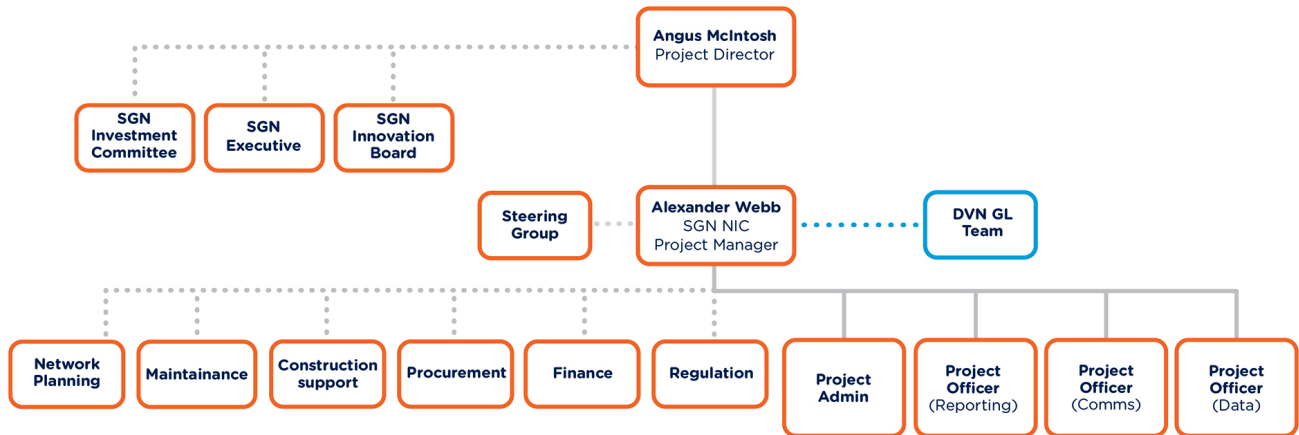 Angus McIntosh
Project Director
SGN
Investment
Committee
SGN
Executive
SGN
Innovation
Board
Steering
Group
Alexander Webb
SGN NIC
Project Manager
DVN GL
Team
Network
Planning
Maintainance
Construction
support
Procurement
Finance
Regulation
Project
Admin
Project
Officer
(Reporting)
Project
Officer
(Comms)
Project
Officer
(Data)